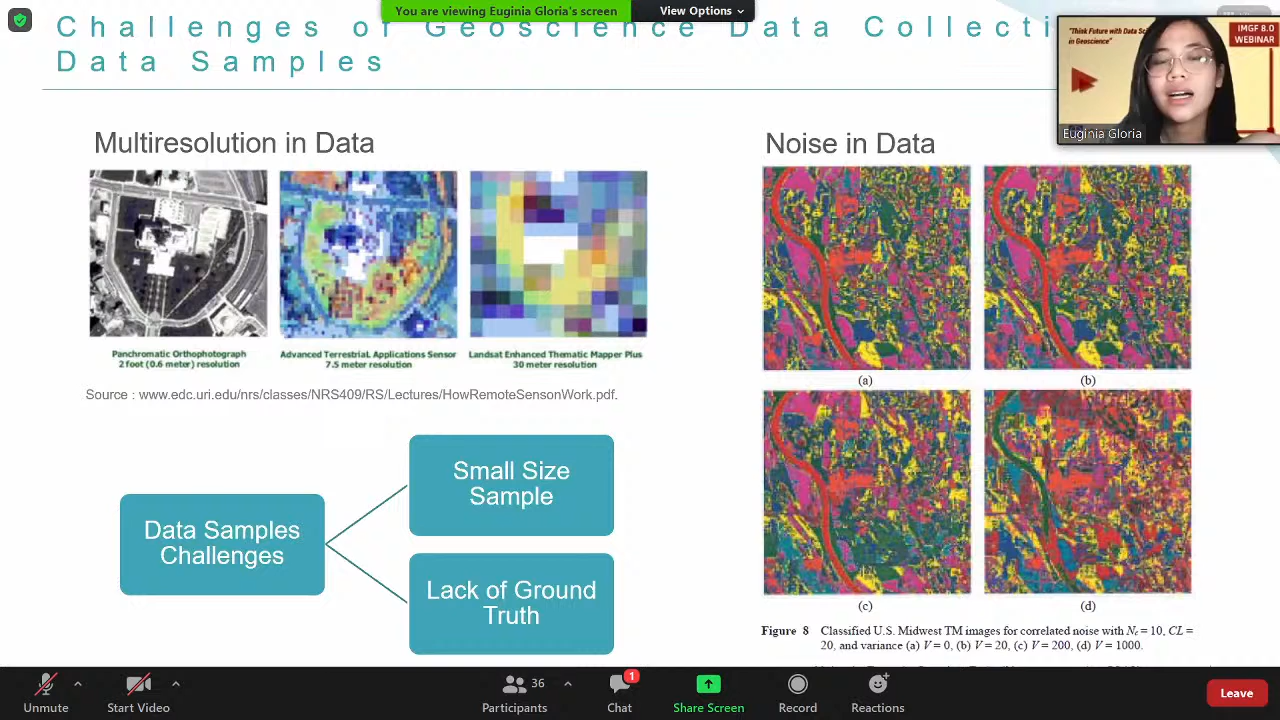 You are viewing Euginia Gloria's screen
View Options
Challenges of Geoscience Data Collecti
Data Samples
"Think Future with Data Sc
in Geoscience"
IMGF 8.0
WEBINAR
Euginia Gloria
Multiresolution in Data
Noise in Data
Panchromatic Orthophotograph
2 foot (0.6 meter) resolution
Advanced Terrestrial Applications Sensor
7.5 meter resolution
Landsat Enhanced Thematic Mapper Plus
30 meter resolution
Source : www.edc.uri.edu/nrs/classes/NRS409/RS/Lectures/HowRemoteSensonWork.pdf.
(a)
(b)
Data Samples
Challenges
Small Size
Sample
Lack of Ground
Truth
(c)
(d)
Figure 8 Classified U.S. Midwest TM images for correlated noise with Nc = 10, CL =
20, and variance (a) V = 0, (b) V = 20, (c) V = 200, (d) V = 1000.
Unmute
Start Video
36
Participants
1
Chat
Share Screen
Record
Reactions
Leave